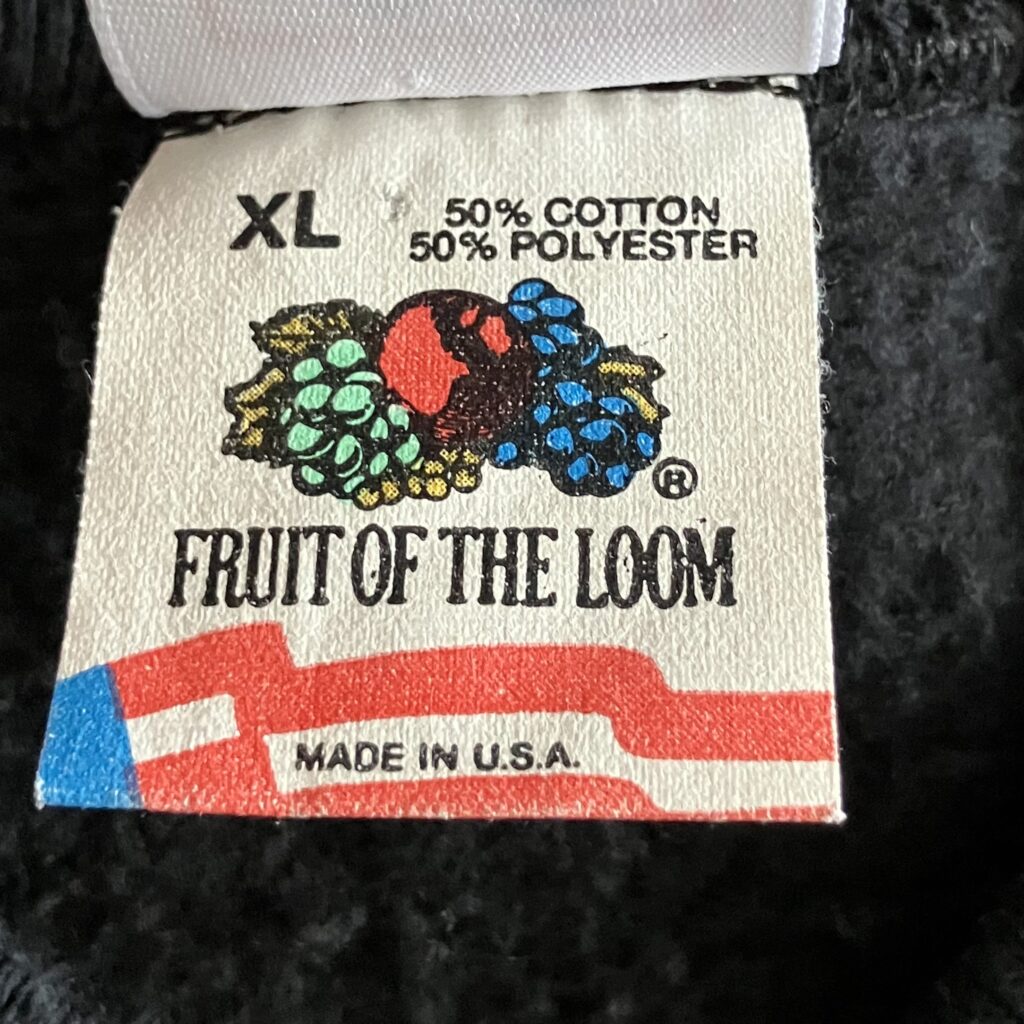 XL
50% COTTON
50% POLYESTER
®
FRUIT OF THE LOOM
MADE IN U.S.A.